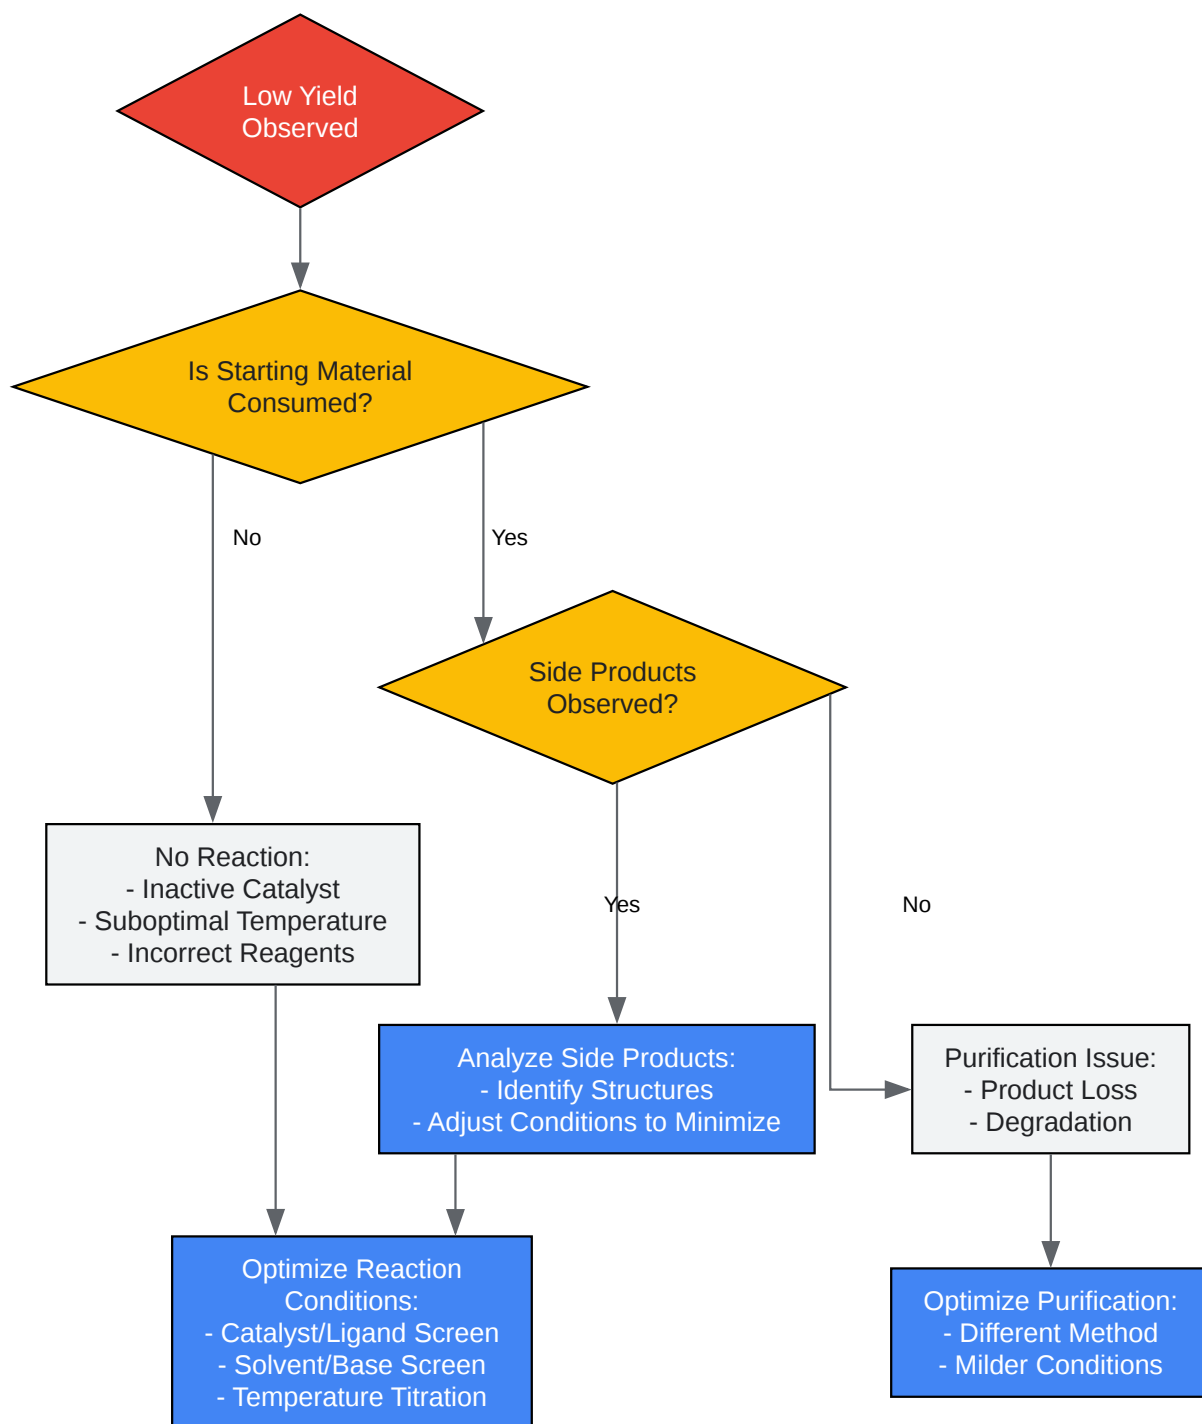 Low Yield
Observed
Is Starting Material
Consumed?
No
Yes
Side Products
Observed?
No Reaction:
- Inactive Catalyst
- Suboptimal Temperature
- Incorrect Reagents
Yes
No
Analyze Side Products:
- Identify Structures
- Adjust Conditions to Minimize
Purification Issue:
- Product Loss
- Degradation
Optimize Reaction
Conditions:
- Catalyst/Ligand Screen
- Solvent/Base Screen
- Temperature Titration
Optimize Purification:
- Different Method
- Milder Conditions